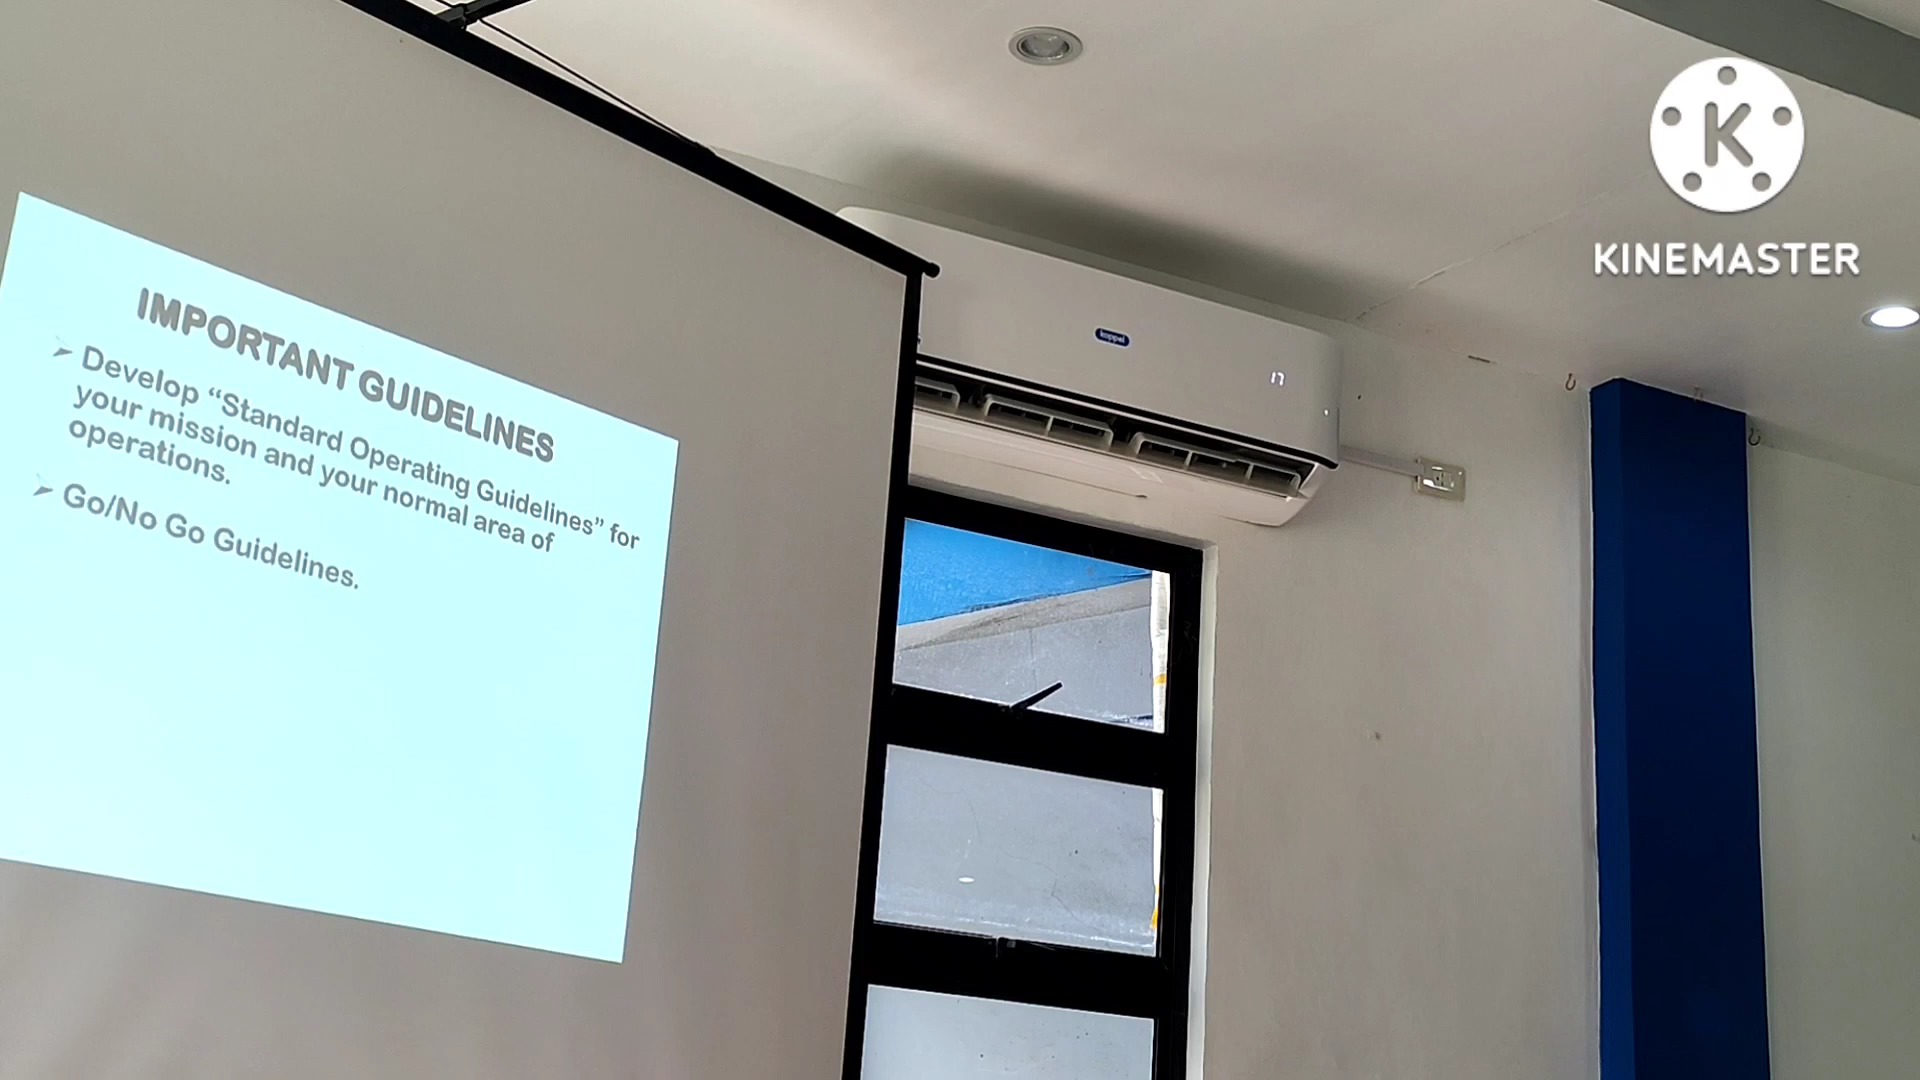 IMPORTANT GUIDELINES
➢ Develop “Standard Operating Guidelines” for
your mission and your normal area of
operations.
➢ Go/No Go Guidelines.
koppel
17
K
KINEMASTER